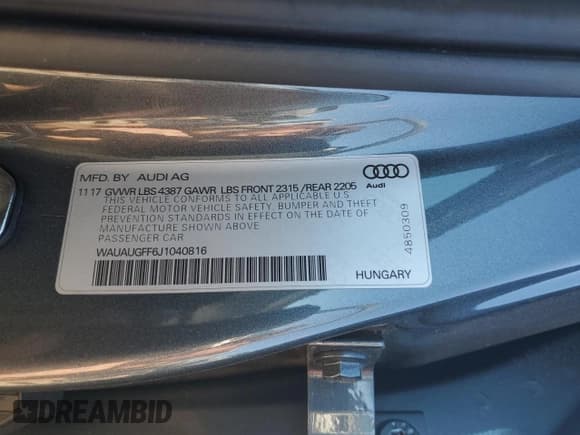 MFD. BY AUDI AG
11 17 GVWR LBS 4387 GAWR LBS FRONT 2315 /REAR 2205
THIS VEHICLE CONFORMS TO ALL APPLICABLE U.S
FEDERAL MOTOR VEHICLE SAFETY, BUMPER AND THEFT
PREVENTION STANDARDS IN EFFECT ON THE DATE OF
MANUFACTURE SHOWN ABOVE
PASSENGER CAR
WAUAUGFF6J1040816
Audi
4850309
HUNGARY
DREAMBID